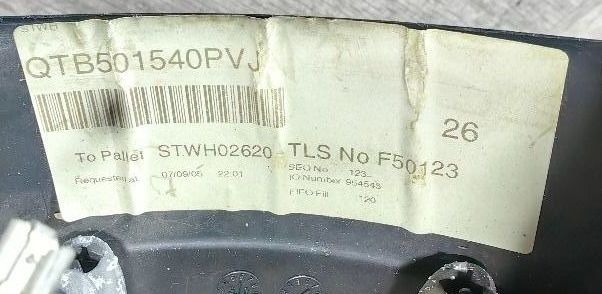 STWH
QTB501540PVJ
26
To Pallet STWH02620 TLS No F50123
Requested at 07/09/05 22:01
SEQ No 123
ID Number 954543
FIFO Fill 120